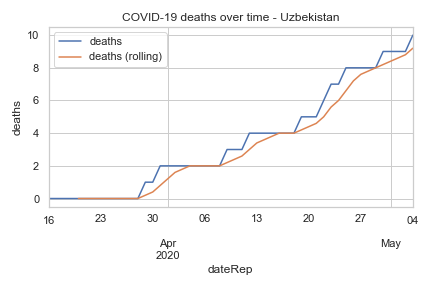 COVID-19 deaths over time - Uzbekistan
deaths
deaths (rolling)
10
8
6
4
2
0
deaths
16 23 30 06 13 20 27 04
Apr May
2020
dateRep